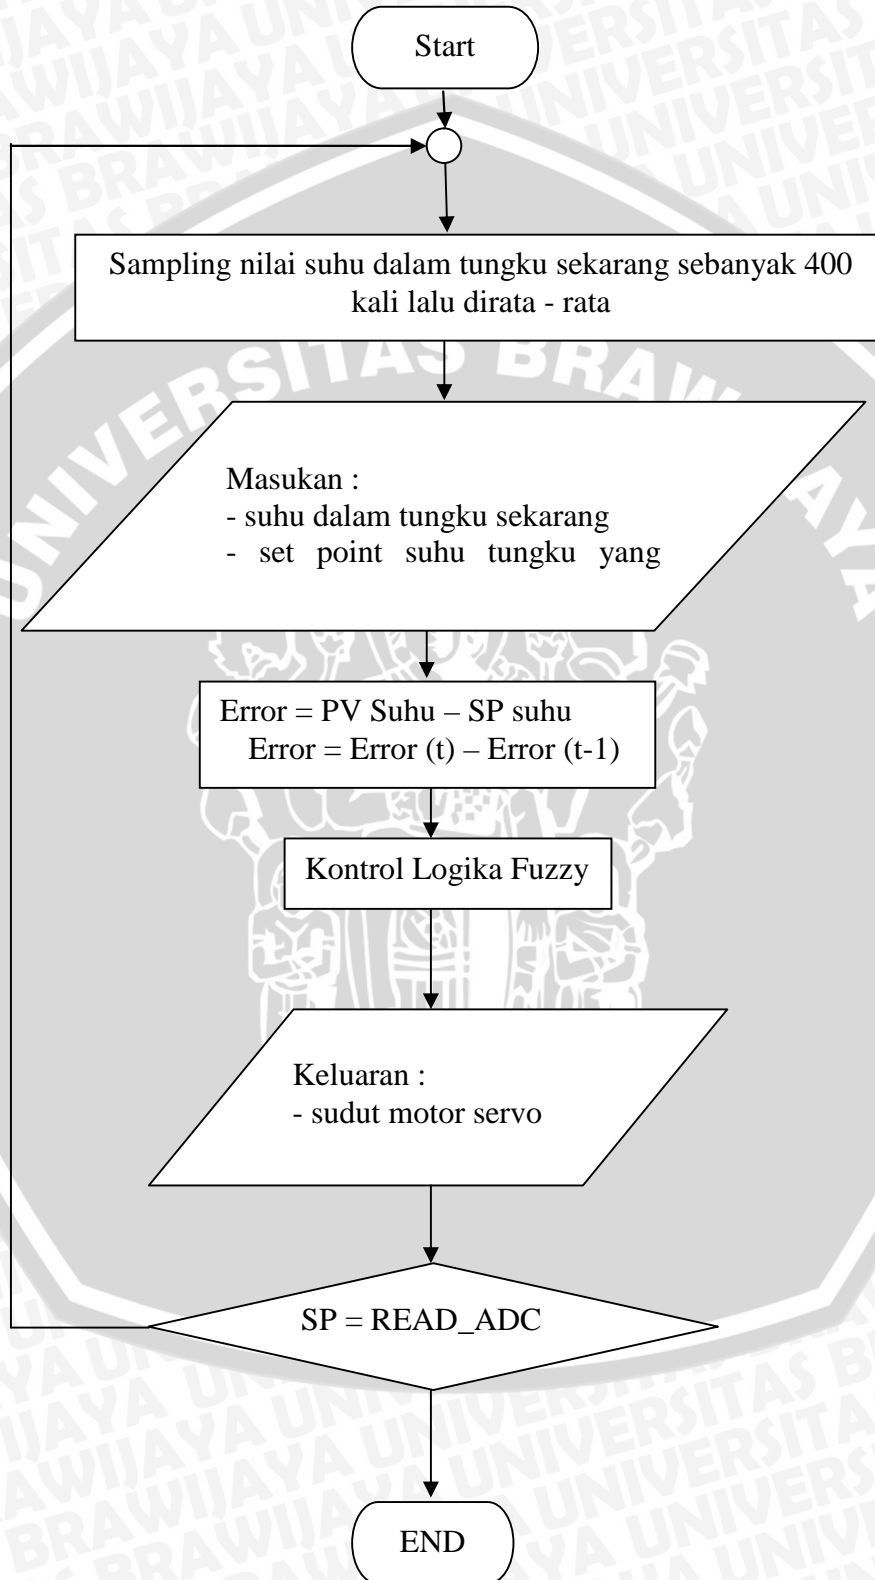 Start
Sampling nilai suhu dalam tungku sekarang sebanyak 400
kali lalu dirata - rata
Masukan :
- suhu dalam tungku sekarang
- set point suhu tungku yang
Error = PV Suhu – SP suhu
Error = Error (t) – Error (t-1)
Kontrol Logika Fuzzy
Keluaran :
- sudut motor servo
SP = READ_ADC
END
UNIVERSITAS BRAWIJAYA